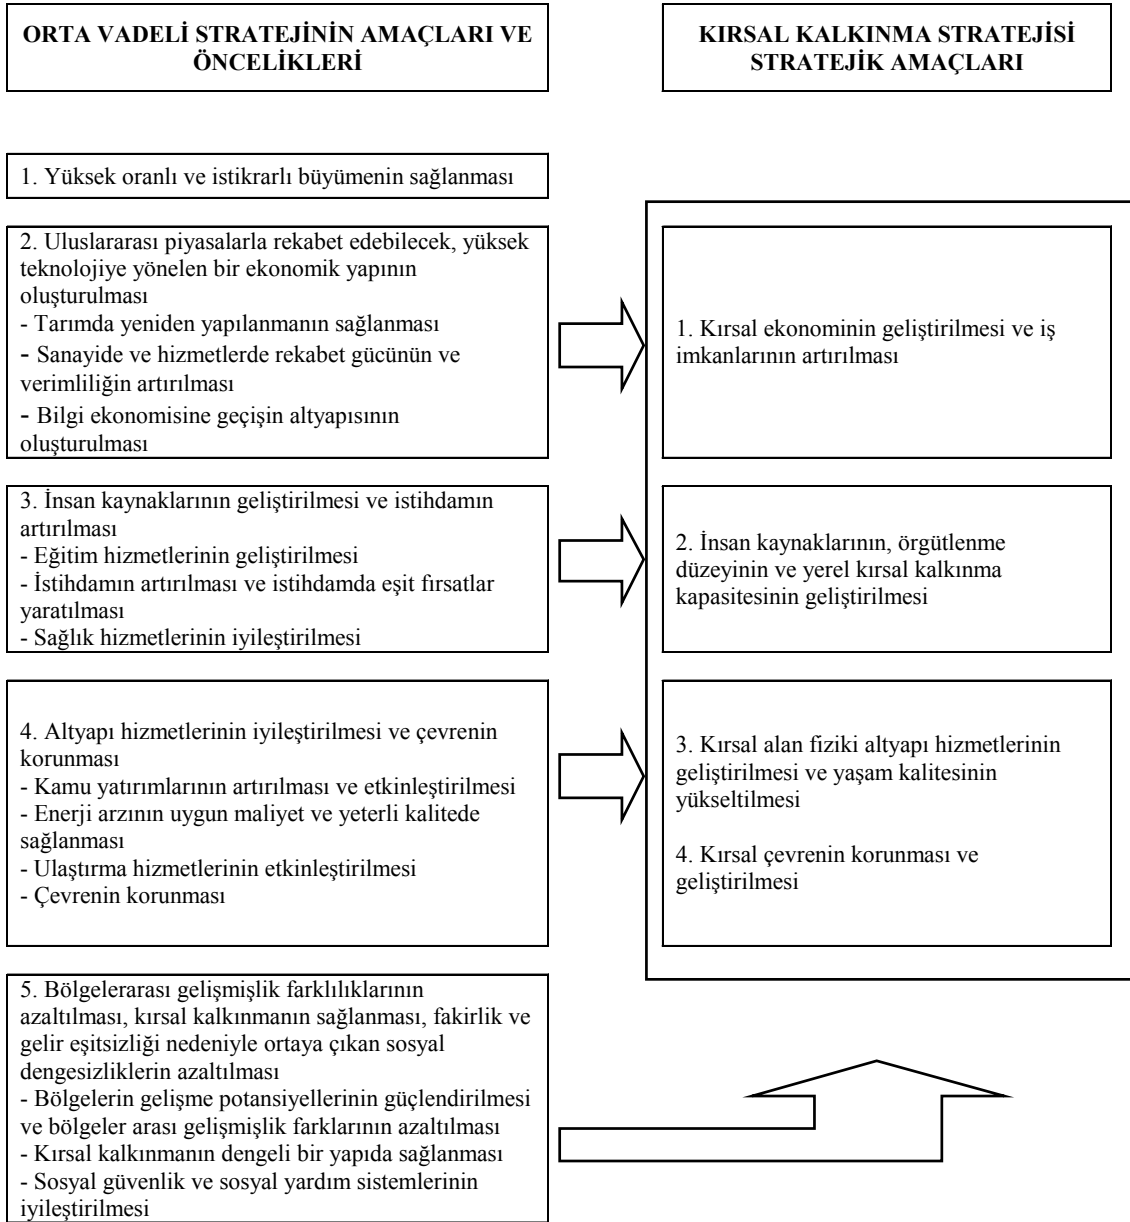 ORTA VADELİ STRATEJİNİN AMAÇLARI VE
ÖNCELİKLERİ
KIRSAL KALKINMA STRATEJİSİ
STRATEJİK AMAÇLARI
1. Yüksek oranlı ve istikrarlı büyümenin sağlanması
2. Uluslararası piyasalarla rekabet edebilecek, yüksek
teknolojiye yönelen bir ekonomik yapının
oluşturulması
- Tarımda yeniden yapılanmanın sağlanması
- Sanayide ve hizmetlerde rekabet gücünün ve
verimliliğin artırılması
- Bilgi ekonomisine geçişin altyapısının
oluşturulması
1. Kırsal ekonominin geliştirilmesi ve iş
imkanlarının artırılması
3. İnsan kaynaklarının geliştirilmesi ve istihdamın
artırılması
- Eğitim hizmetlerinin geliştirilmesi
- İstihdamın artırılması ve istihdamda eşit fırsatlar
yaratılması
- Sağlık hizmetlerinin iyileştirilmesi
2. İnsan kaynaklarının, örgütlenme
düzeyinin ve yerel kırsal kalkınma
kapasitesinin geliştirilmesi
4. Altyapı hizmetlerinin iyileştirilmesi ve çevrenin
korunması
- Kamu yatırımlarının artırılması ve etkinleştirilmesi
- Enerji arzının uygun maliyet ve yeterli kalitede
sağlanması
- Ulaştırma hizmetlerinin etkinleştirilmesi
- Çevrenin korunması
3. Kırsal alan fiziki altyapı hizmetlerinin
geliştirilmesi ve yaşam kalitesinin
yükseltilmesi
4. Kırsal çevrenin korunması ve
geliştirilmesi
5. Bölgelerarası gelişmişlik farklılıklarının
azaltılması, kırsal kalkınmanın sağlanması, fakirlik ve
gelir eşitsizliği nedeniyle ortaya çıkan sosyal
dengesizliklerin azaltılması
- Bölgelerin gelişme potansiyellerinin güçlendirilmesi
ve bölgeler arası gelişmişlik farklarının azaltılması
- Kırsal kalkınmanın dengeli bir yapıda sağlanması
- Sosyal güvenlik ve sosyal yardım sistemlerinin
iyileştirilmesi